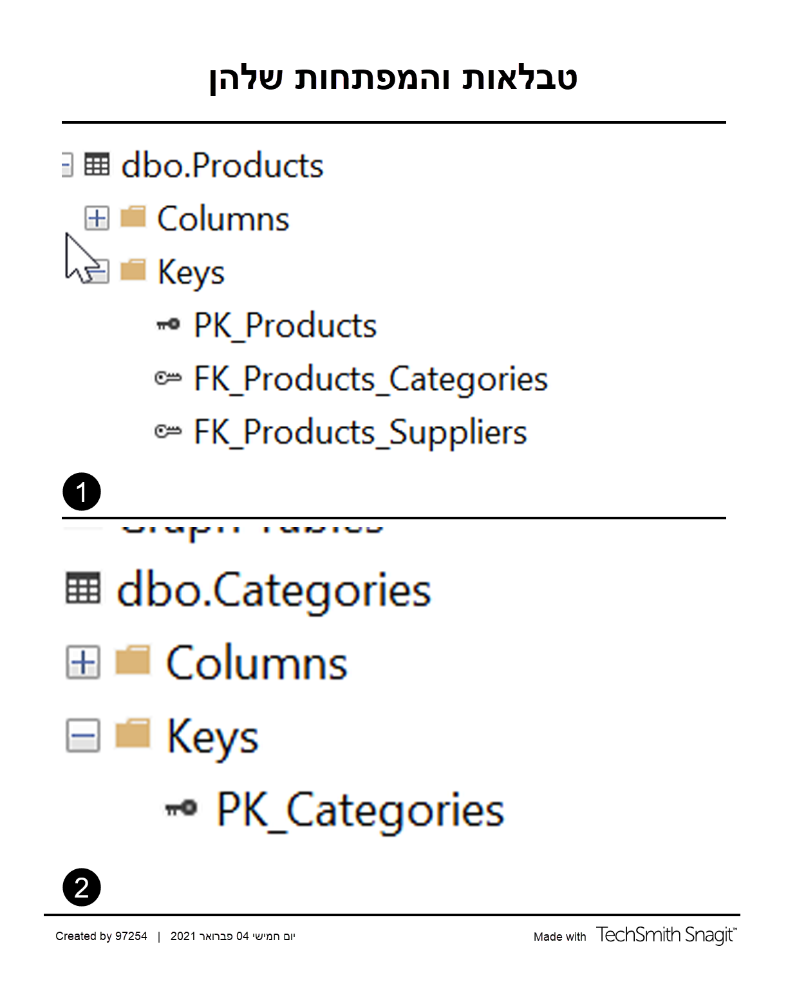 טבלאות והמפתחות שלהן
dbo.Products
Columns
Keys
PK_Products
FK_Products_Categories
FK_Products_Suppliers
1
dbo.Categories
Columns
Keys
PK_Categories
2
Created by 97254 | יום חמישי 04 פברואר 2021
Made with TechSmith Snagit™